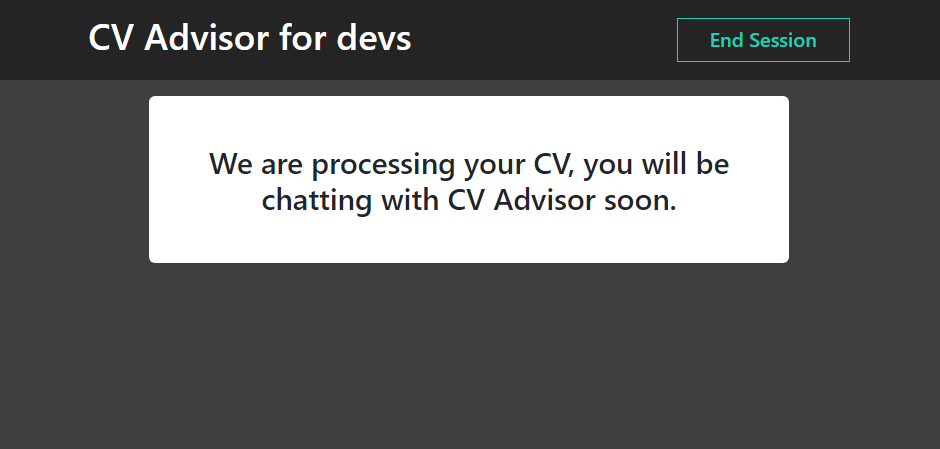 CV Advisor for devs
End Session
We are processing your CV, you will be
chatting with CV Advisor soon.